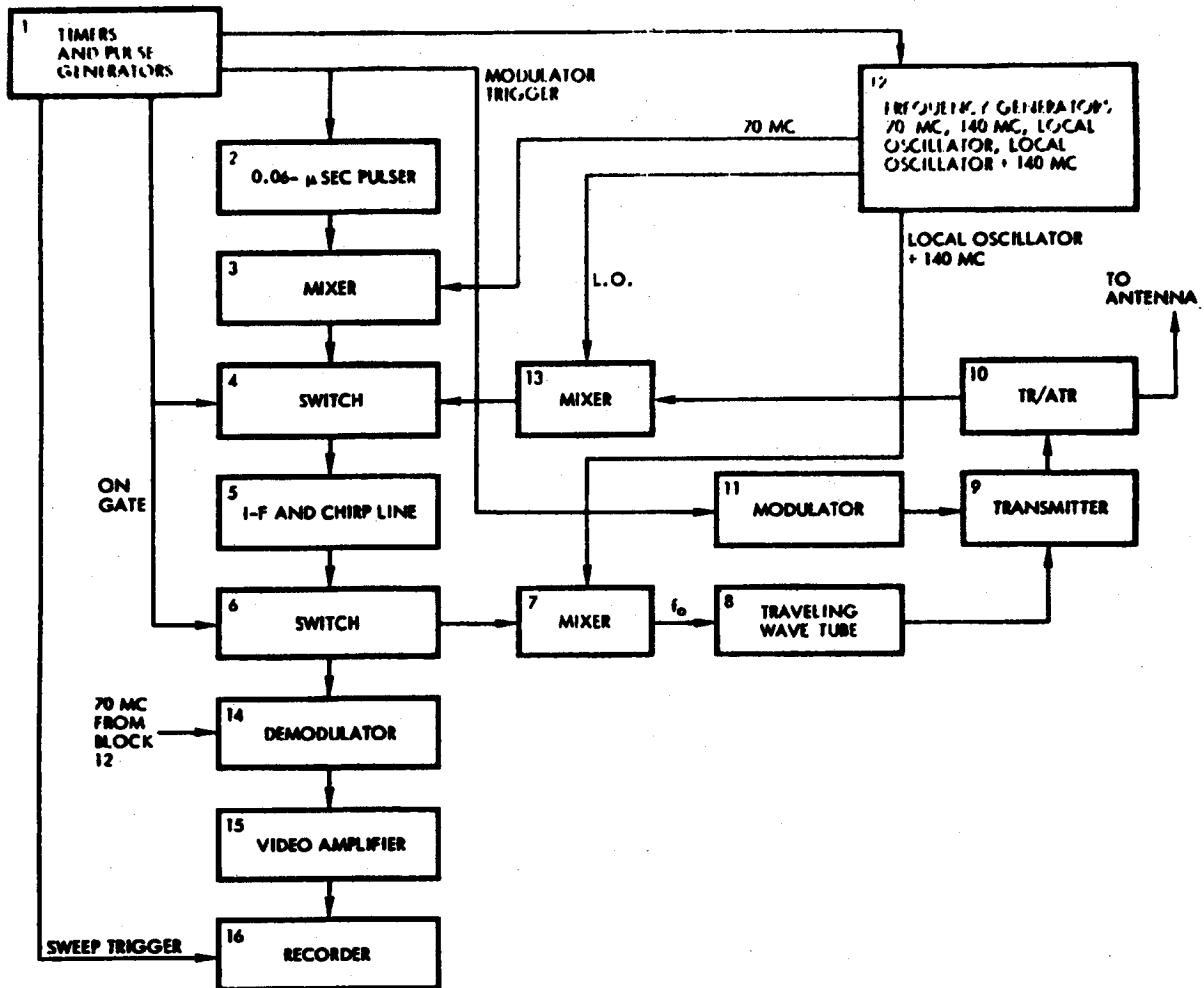 1
TIMERS
AND PULSE
GENERATORS
MODULATOR
TRIGGER
12
FREQUENCY GENERATORS
70 MC, 140 MC, LOCAL
OSCILLATOR, LOCAL
OSCILLATOR + 140 MC
70 MC
2
0.06- μ SEC PULSER
LOCAL OSCILLATOR
+ 140 MC
3
MIXER
L.O.
TO
ANTENNA
4
SWITCH
13
MIXER
10
TR/ATR
ON
GATE
5
I-F AND CHIRP LINE
11
MODULATOR
9
TRANSMITTER
6
SWITCH
7
MIXER
fo
8
TRAVELING
WAVE TUBE
70 MC
FROM
BLOCK
12
14
DEMODULATOR
15
VIDEO AMPLIFIER
SWEEP TRIGGER
16
RECORDER